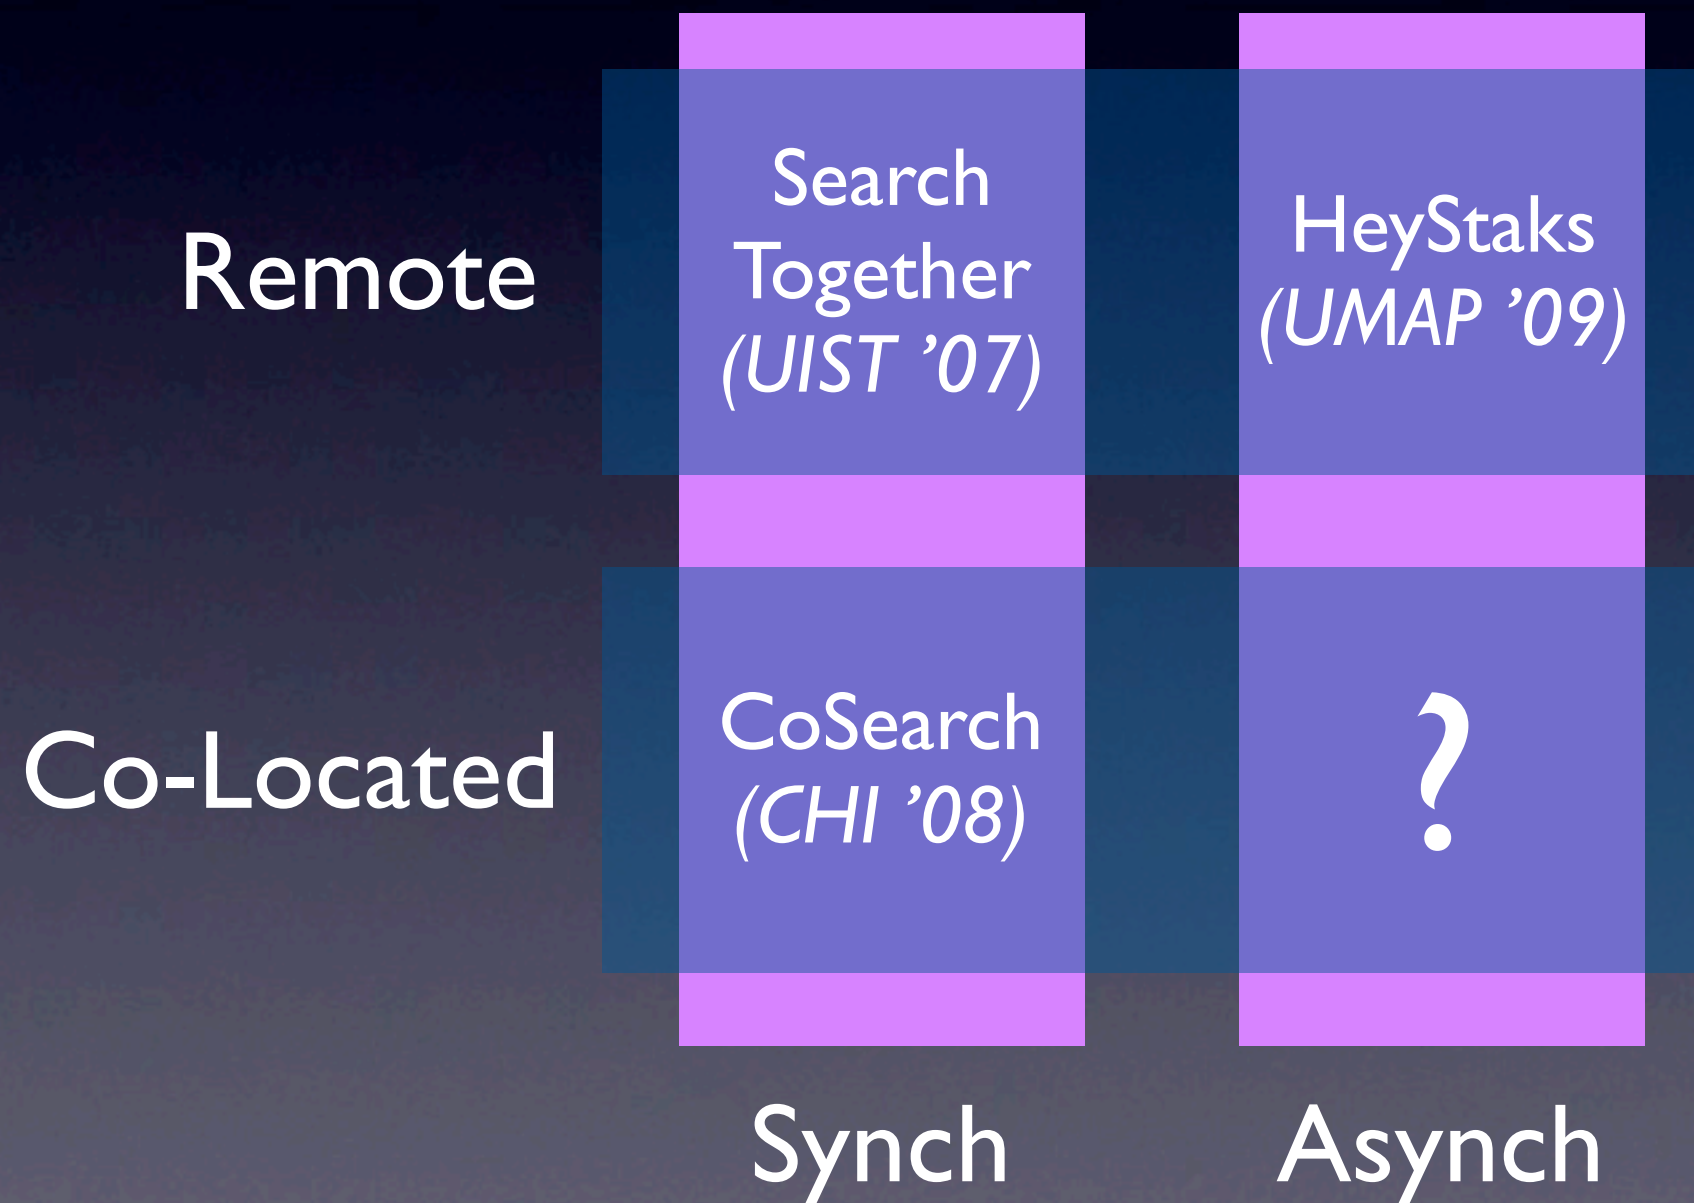 Remote
Search
Together
(UIST ’07)
HeyStaks
(UMAP ’09)
Co-Located
CoSearch
(CHI ’08)
?
Synch
Asynch